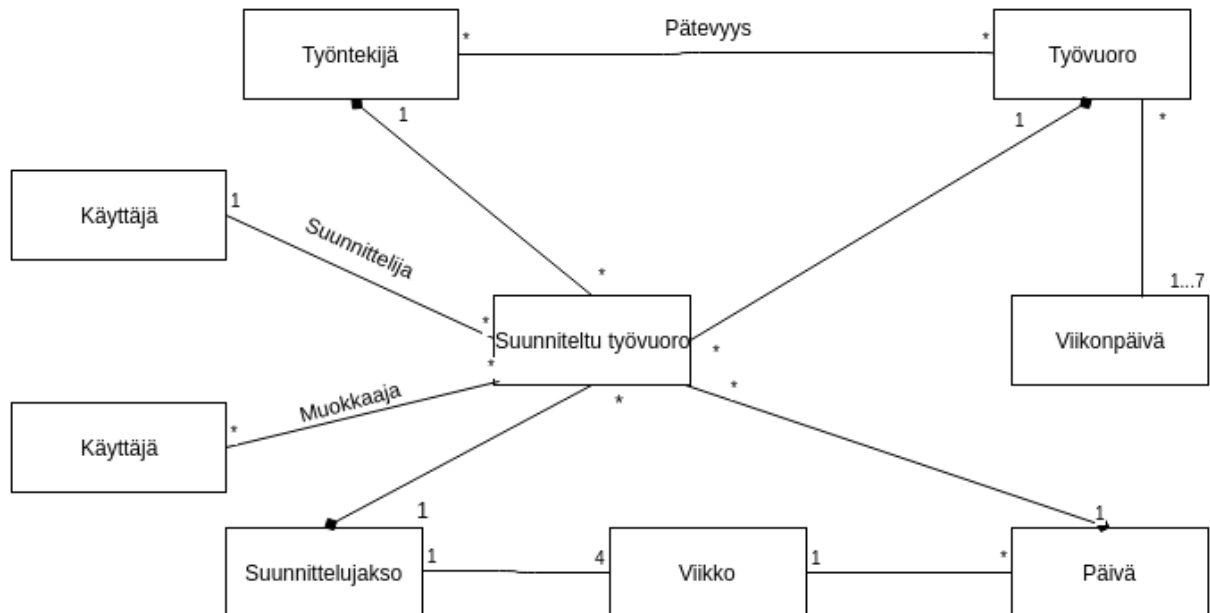 Työntekijä
*
Pätevyys
*
Työvuoro
1
1
*
Käyttäjä
1
Suunnittelija
*
1...7
*
Suunniteltu työvuoro
*
Viikonpäivä
*
*
*
Muokkaaja
Käyttäjä
*
1
1
Suunnittelujakso
1
4
Viikko
1
*
Päivä